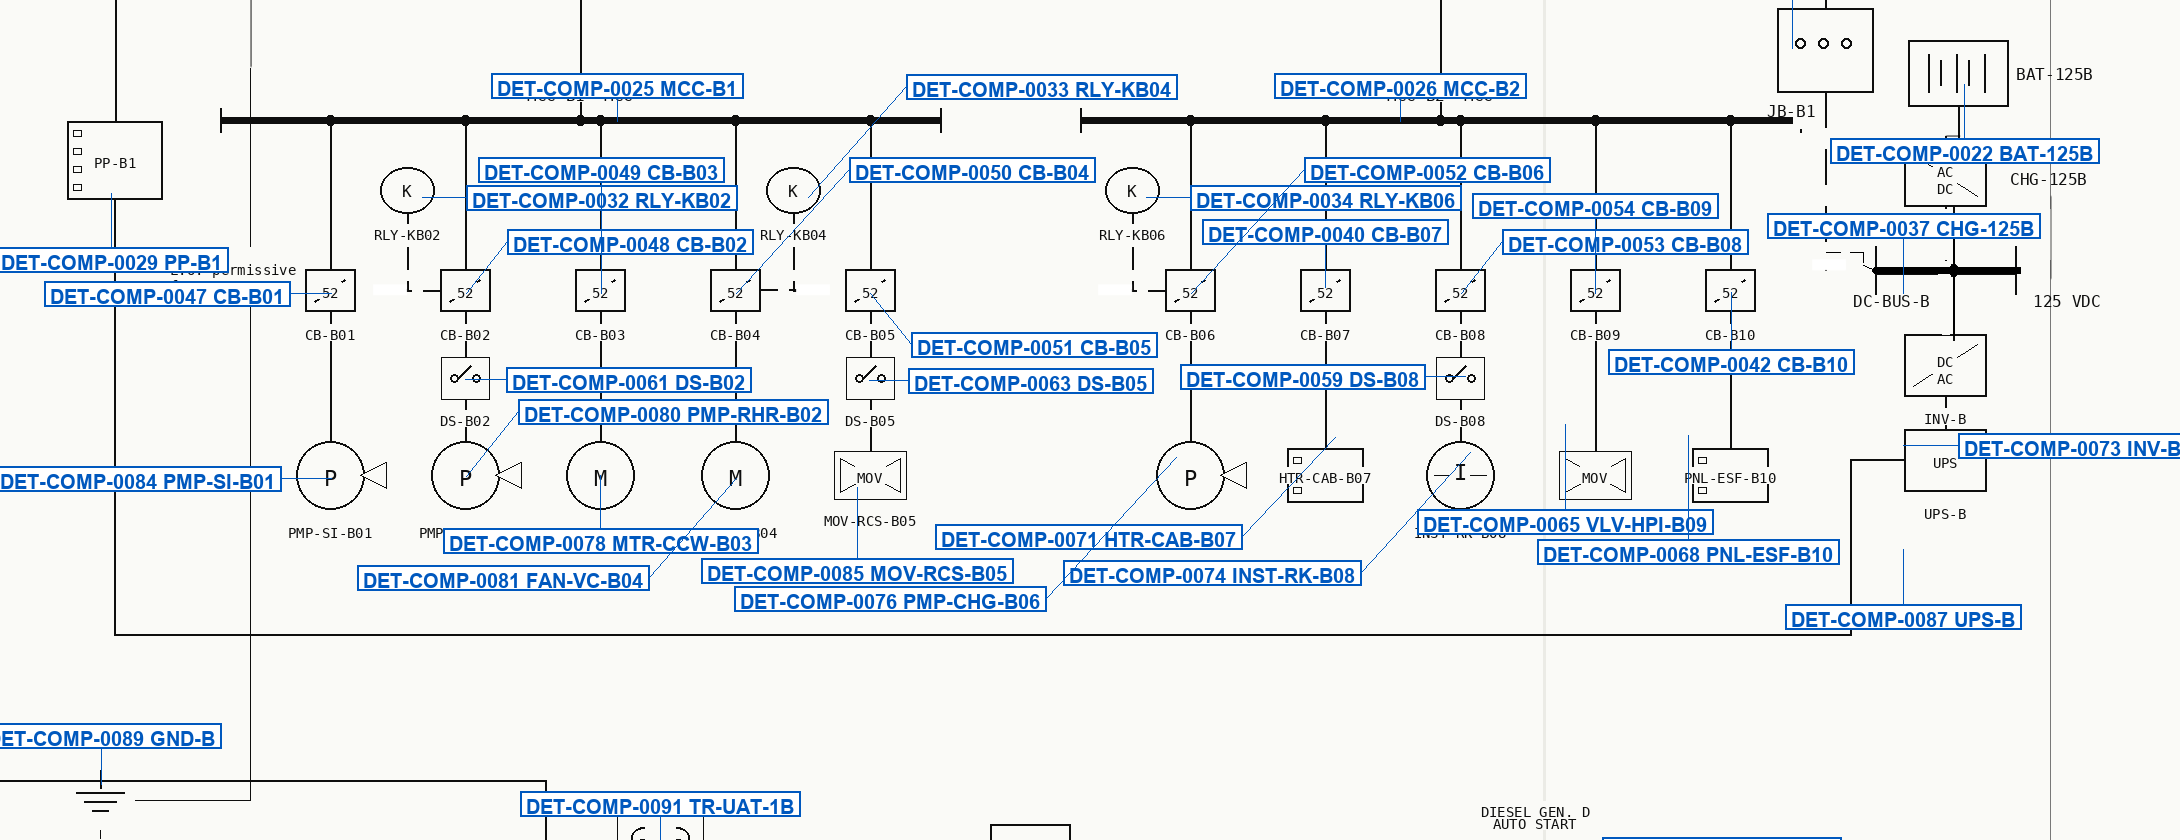 DET-COMP-0025 MCC-B1
DET-COMP-0033 RLY-KB04
DET-COMP-0026 MCC-B2
BAT-125B
JB-B1
PP-B1
DET-COMP-0022 BAT-125B
DET-COMP-0049 CB-B03
DET-COMP-0050 CB-B04
DET-COMP-0052 CB-B06
AC
DC
CHG-125B
K
DET-COMP-0032 RLY-KB02
K
K
DET-COMP-0034 RLY-KB06
DET-COMP-0054 CB-B09
RLY-KB02
DET-COMP-0048 CB-B02
RLY-KB04
RLY-KB06
DET-COMP-0040 CB-B07
DET-COMP-0053 CB-B08
DET-COMP-0037 CHG-125B
DET-COMP-0029 PP-B1
permissive
DET-COMP-0047 CB-B01
52
52
52
52
52
52
52
52
52
52
DC-BUS-B
125 VDC
CB-B01
CB-B02
CB-B03
CB-B04
CB-B05
CB-B06
CB-B07
CB-B08
CB-B09
CB-B10
DET-COMP-0051 CB-B05
DET-COMP-0042 CB-B10
DC
AC
DET-COMP-0061 DS-B02
DET-COMP-0063 DS-B05
DET-COMP-0059 DS-B08
DS-B02
DET-COMP-0080 PMP-RHR-B02
DS-B05
DS-B08
INV-B
DET-COMP-0073 INV-B
UPS
DET-COMP-0084 PMP-SI-B01
P
P
M
M
MOV
P
HTR-CAB-B07
I
MOV
PNL-ESF-B10
UPS-B
PMP-SI-B01
PMP
DET-COMP-0078 MTR-CCW-B03
04
MOV-RCS-B05
DET-COMP-0071 HTR-CAB-B07
DET-COMP-0065 VLV-HPI-B09
DET-COMP-0068 PNL-ESF-B10
DET-COMP-0081 FAN-VC-B04
DET-COMP-0085 MOV-RCS-B05
DET-COMP-0074 INST-RK-B08
DET-COMP-0076 PMP-CHG-B06
DET-COMP-0087 UPS-B
ET-COMP-0089 GND-B
DET-COMP-0091 TR-UAT-1B
DIESEL GEN. D
AUTO START